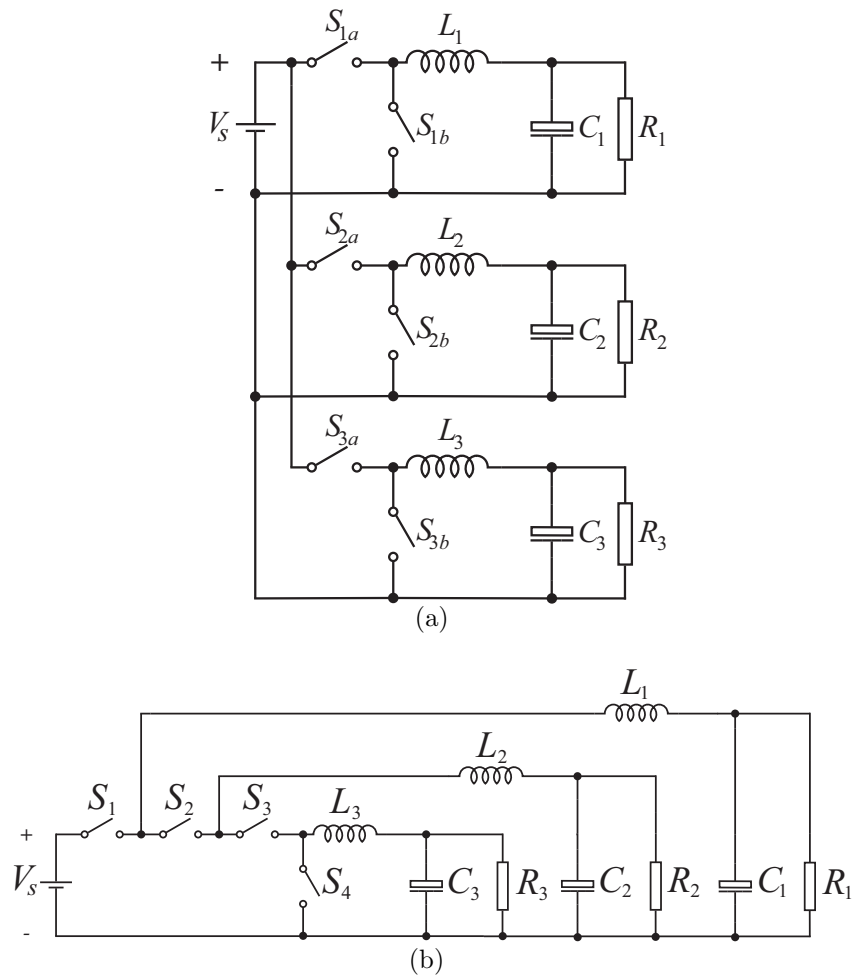 S1a L1
+
Vs S1b C1 R1
-
S2a L2
S2b C2 R2
S3a L3
S3b C3 R3
(a)
L1
L2
S1 S2 S3 L3
+
Vs S4 C3 R3 C2 R2 C1 R1
-
(b)